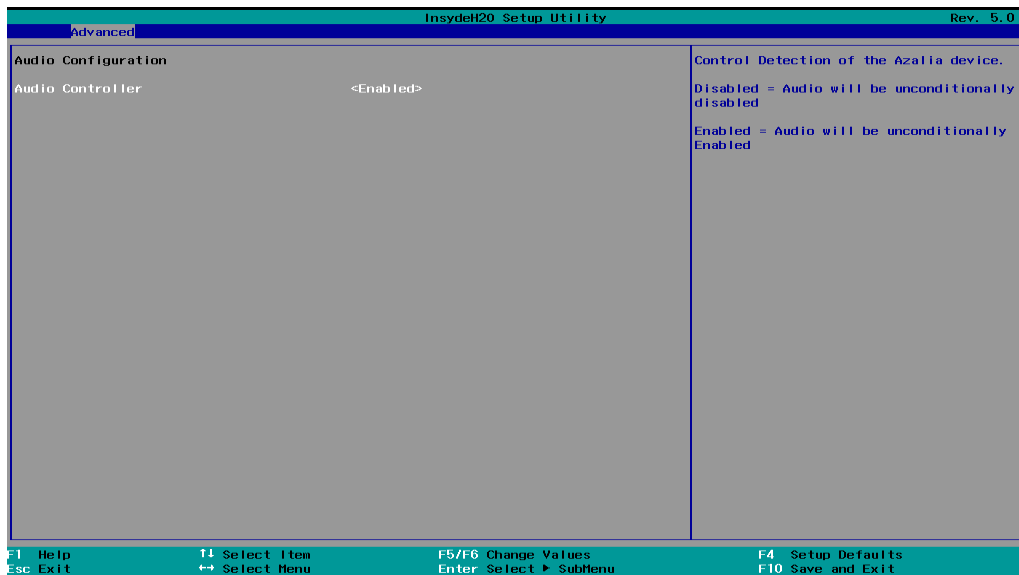 InsydeH20 Setup Utility Rev. 5.0
Advanced
Audio Configuration
Audio Controller <Enabled>
Control Detection of the Azalia device.
Disabled = Audio will be unconditionally
disabled
Enabled = Audio will be unconditionally
Enabled
F1 Help ↑↓ Select Item F5/F6 Change Values F4 Setup Defaults
Esc Exit ←→ Select Menu Enter Select ▶ SubMenu F10 Save and Exit